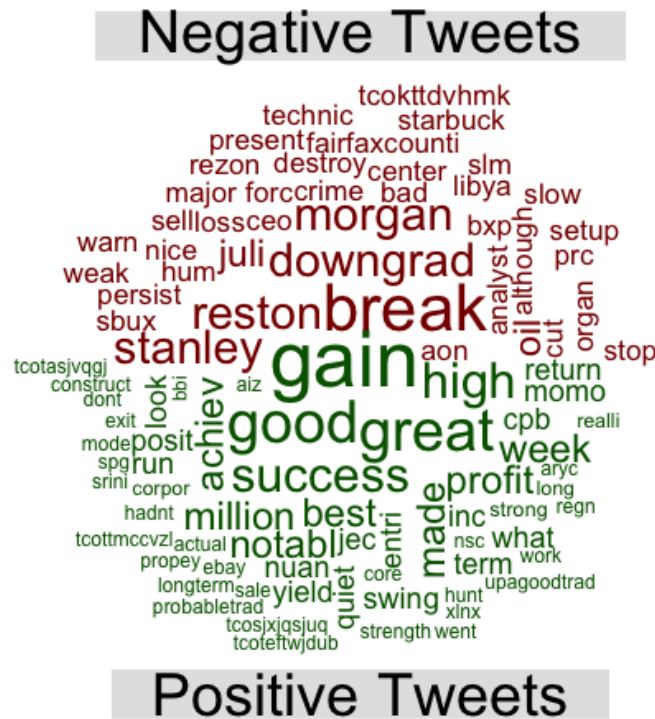 Negative Tweets
tcokttdvhmk
technic starbuck
present fairfaxcounti
rezon destroy center slm
major forc crime bad libya slow
sell loss ceo morgan bxp although setup
warn nice juli downgrad analyst prc
weak hum
persist reston break oil cut organ
sbux
stanley gain aon stop
tcotasjvqgj return
construct look bbi achiev aiz high momo
dont
exit good great cpb realli
mode posit week
spg run success profit aryc
srini corpor long
hadnt million best entri made inc strong regn
tcottmccvzl actual notabl jec nsc what
propey ebay nuan core term work
longterm sale yield quiet swing hunt upagoodtrad
probabletrad xlnx
tcosjxjqsjuq strength went
tcoteftwjdub
Positive Tweets